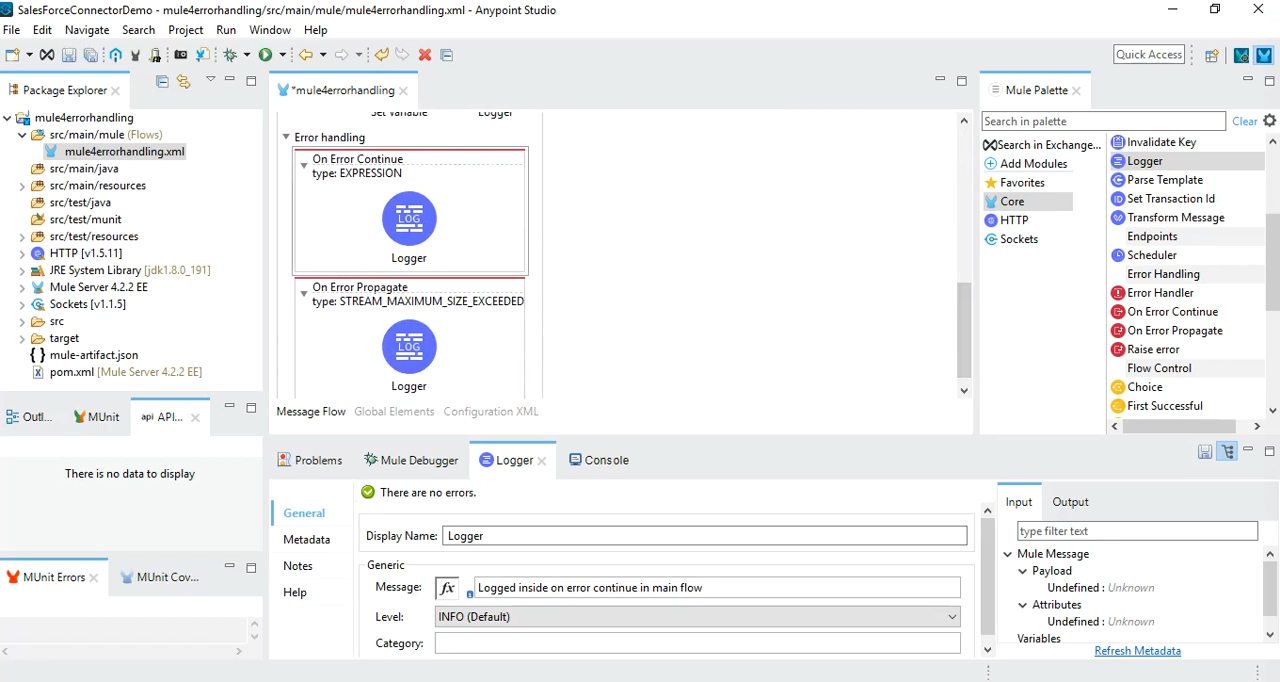 SalesForceConnectorDemo - mule4errorhandling/src/main/mule/mule4errorhandling.xml - Anypoint Studio
File Edit Navigate Search Project Run Window Help
Quick Access
Package Explorer
mule4errorhandling
src/main/mule (Flows)
mule4errorhandling.xml
src/main/java
src/main/resources
src/test/java
src/test/munit
src/test/resources
HTTP [v1.5.11]
JRE System Library [jdk1.8.0_191]
Mule Server 4.2.2 EE
Sockets [v1.1.5]
src
target
mule-artifact.json
pom.xml [Mule Server 4.2.2 EE]
Outl... MUnit api API...
There is no data to display
MUnit Errors MUnit Cov...
*mule4errorhandling
Set Variable Logger
Error handling
On Error Continue
type: EXPRESSION
LOG
Logger
On Error Propagate
type: STREAM_MAXIMUM_SIZE_EXCEEDED
LOG
Logger
Message Flow Global Elements Configuration XML
Mule Palette
Search in palette Clear
Search in Exchange...
Add Modules
Favorites
Core
HTTP
Sockets
Invalidate Key
Logger
Parse Template
Set Transaction Id
Transform Message
Endpoints
Scheduler
Error Handling
Error Handler
On Error Continue
On Error Propagate
Raise error
Flow Control
Choice
First Successful
Problems Mule Debugger Logger Console
General
Metadata
Notes
Help
There are no errors.
Display Name: Logger
Generic
Message: fx Logged inside on error continue in main flow
Level: INFO (Default)
Category:
Input Output
type filter text
Mule Message
Payload
Undefined : Unknown
Attributes
Undefined : Unknown
Variables
Refresh Metadata